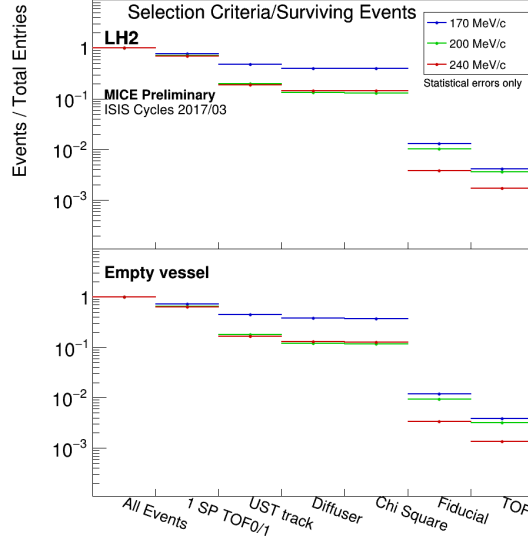 Selection Criteria/Surviving Events
Events / Total Entries
LH2
MICE Preliminary
ISIS Cycles 2017/03
170 MeV/c
200 MeV/c
240 MeV/c
Statistical errors only
1
10⁻¹
10⁻²
10⁻³
Empty vessel
1
10⁻¹
10⁻²
10⁻³
All Events
1 SP TOF0/1
UST track
Diffuser
Chi Square
Fiducial
TOF